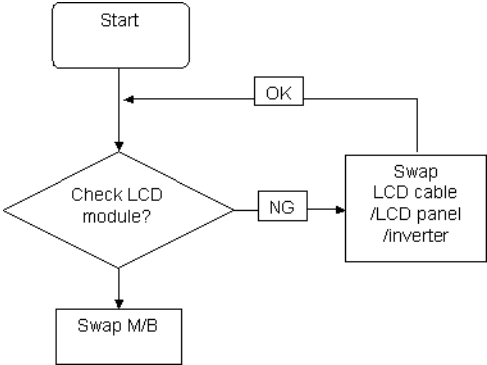 Start
OK
Check LCD
module?
NG
Swap
LCD cable
/LCD panel
/inverter
Swap M/B